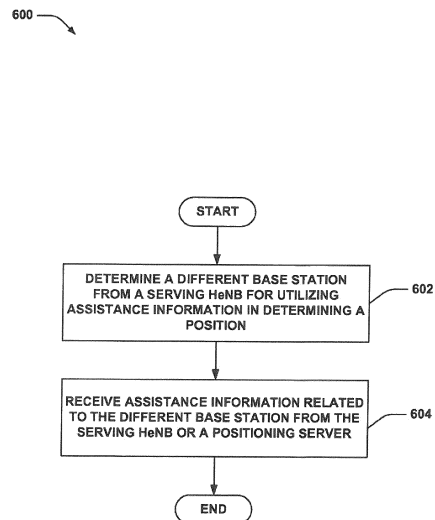 600
START
DETERMINE A DIFFERENT BASE STATION
FROM A SERVING HeNB FOR UTILIZING
ASSISTANCE INFORMATION IN DETERMINING A
POSITION
602
RECEIVE ASSISTANCE INFORMATION RELATED
TO THE DIFFERENT BASE STATION FROM THE
SERVING HeNB OR A POSITIONING SERVER
604
END